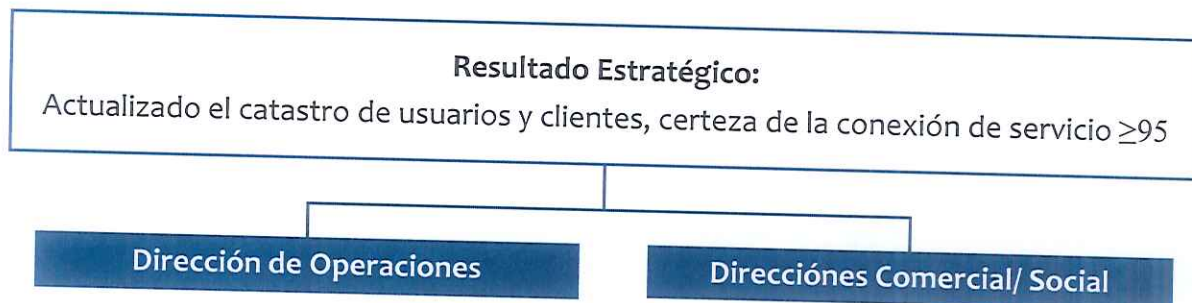 Resultado Estratégico:
Actualizado el catastro de usuarios y clientes, certeza de la conexión de servicio ≥95
Dirección de Operaciones
Direcciónes Comercial/ Social